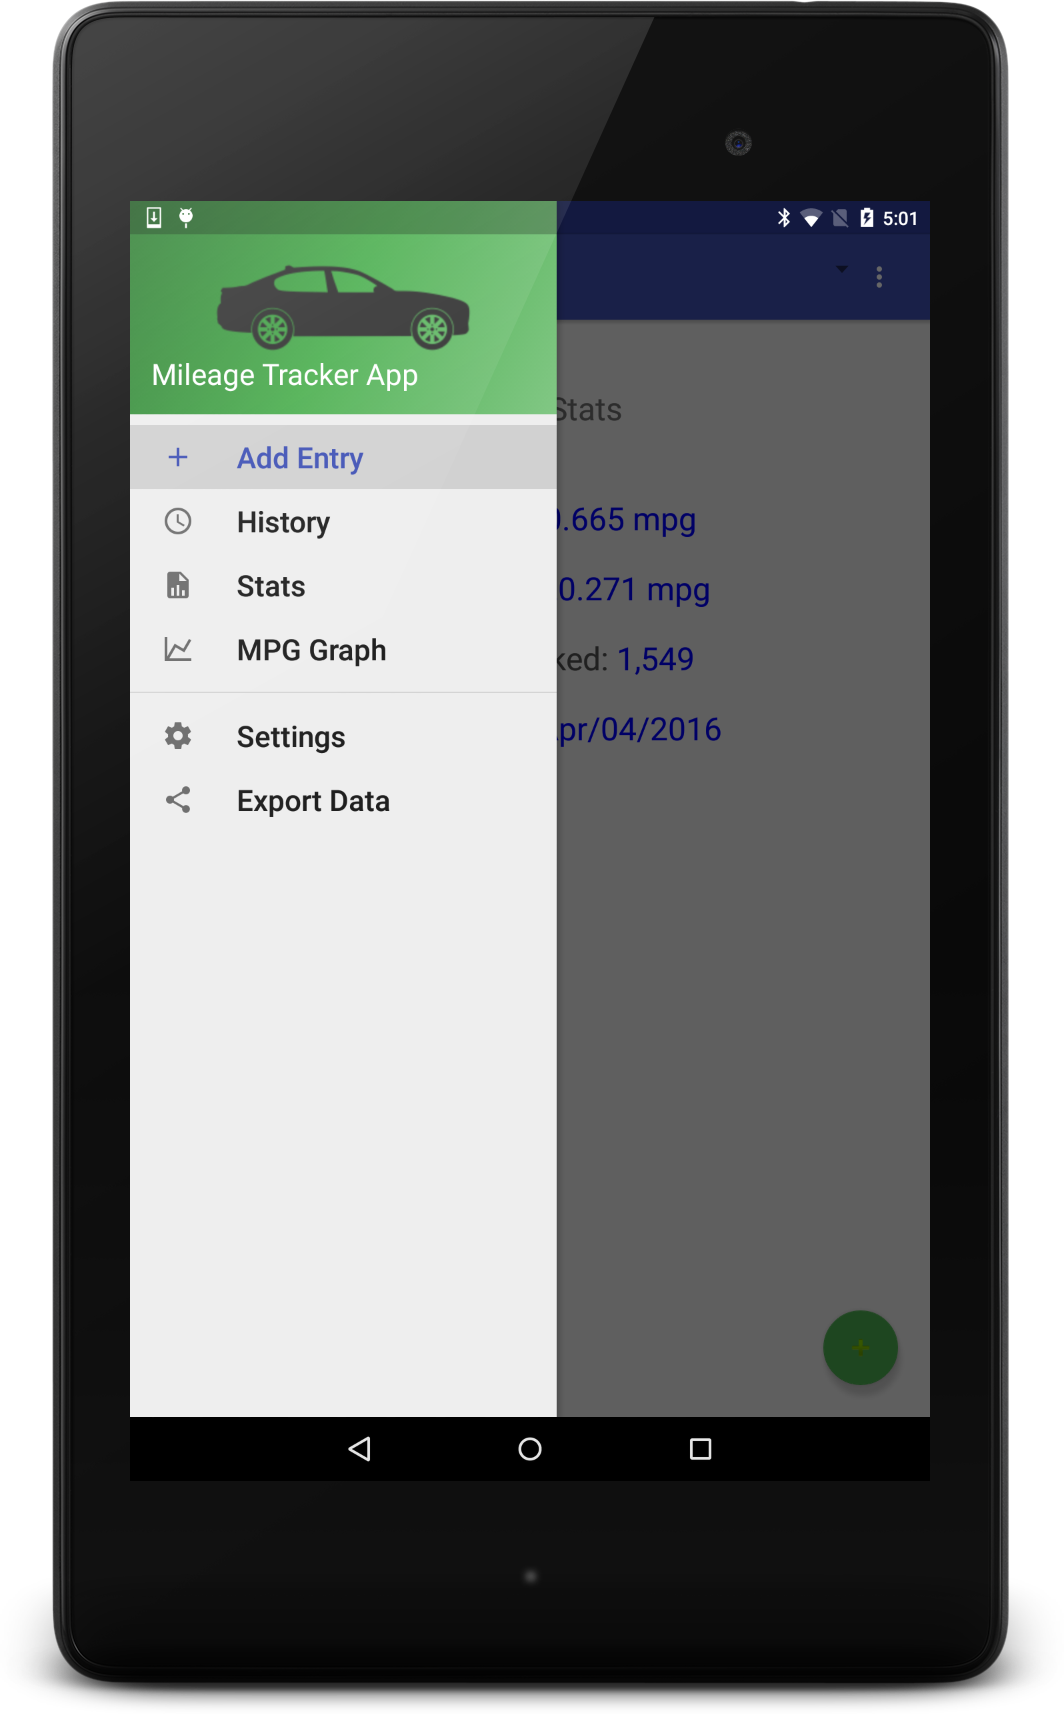 5:01
Mileage Tracker App
Add Entry
History
Stats
MPG Graph
Settings
Export Data
Stats
.665 mpg
0.271 mpg
ked: 1,549
pr/04/2016